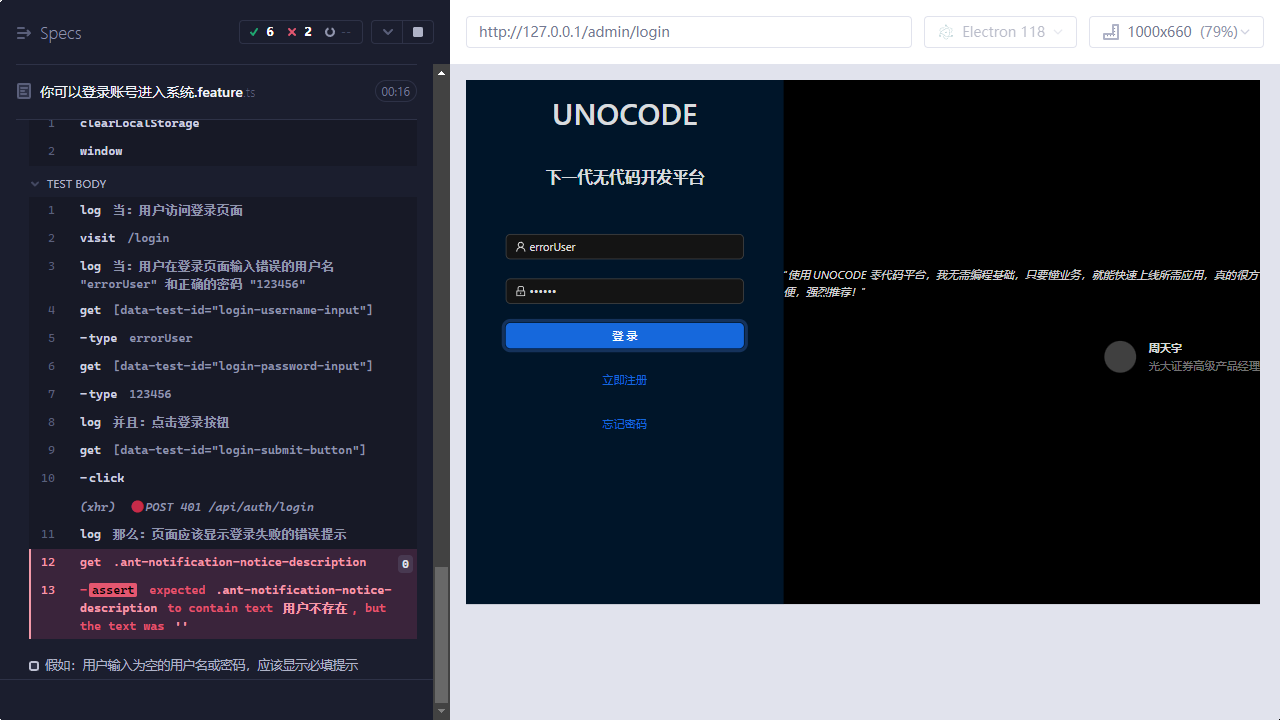 Specs
6 2 --
你可以登录账号进入系统.feature.ts 00:16
1 clearLocalStorage
2 window
TEST BODY
1 log 当: 用户访问登录页面
2 visit /login
3 log 当: 用户在登录页面输入错误的用户名
"errorUser" 和正确的密码 "123456"
4 get [data-test-id="login-username-input"]
5 -type errorUser
6 get [data-test-id="login-password-input"]
7 -type 123456
8 log 并且: 点击登录按钮
9 get [data-test-id="login-submit-button"]
10 -click
(xhr) POST 401 /api/auth/login
11 log 那么: 页面应该显示登录失败的错误提示
12 get .ant-notification-notice-description 0
13 -assert expected .ant-notification-notice-
description to contain text 用户不存在, but
the text was ''
假如: 用户输入为空的用户名或密码, 应该显示必填提示
http://127.0.0.1/admin/login
Electron 118
1000x660 (79%)
UNOCODE
下一代无代码开发平台
errorUser
••••••
登 录
立即注册
忘记密码
"使用 UNOCODE 零代码平台，我无需编程基础，只要懂业务，就能快速上线所需应用，真的很方
便，强烈推荐！"
周天宇
光大证券高级产品经理